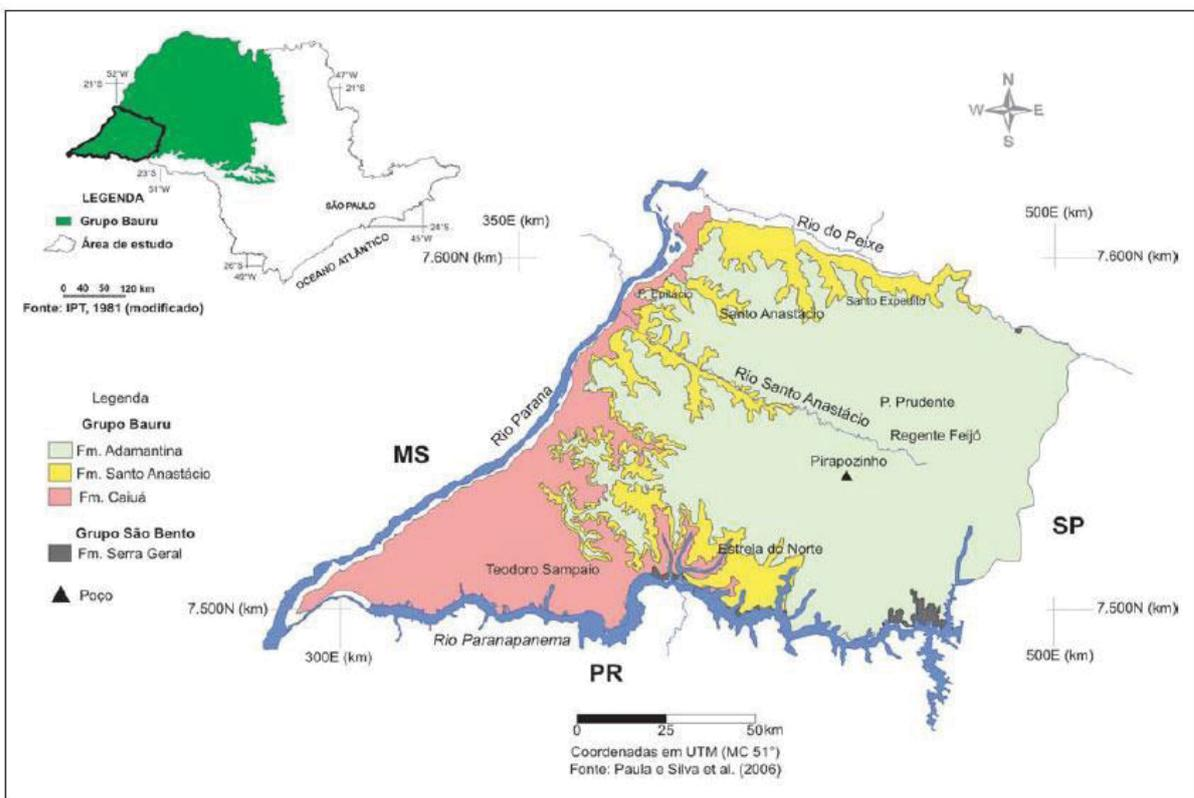 52°W
21°S
47°W
21°S
23°S
51°W
LEGENDA
Grupo Bauru
Área de estudo
SÃO PAULO
24°S
45°W
26°S
49°W
OCEANO ATLÂNTICO
0 40 80 120 km
Fonte: IPT, 1981 (modificado)
N
W E
S
350E (km)
7.600N (km)
500E (km)
7.600N (km)
Rio do Peixe
P. Epitácio
Santo Anastácio
Santo Expedito
Rio Santo Anastácio
P. Prudente
Regente Feijó
Pirapozinho
Rio Parana
MS
SP
Legenda
Grupo Bauru
Fm. Adamantina
Fm. Santo Anastácio
Fm. Caiuá
Grupo São Bento
Fm. Serra Geral
Poço
Estrela do Norte
Teodoro Sampaio
7.500N (km)
7.500N (km)
Rio Paranapanema
300E (km)
500E (km)
PR
0 25 50km
Coordenadas em UTM (MC 51°)
Fonte: Paula e Silva et al. (2006)